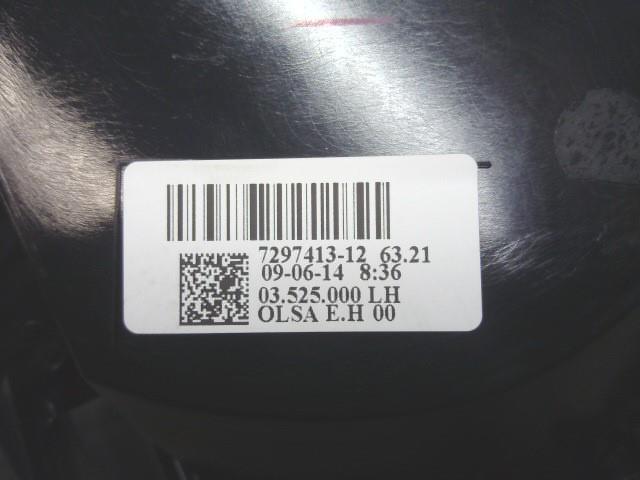 7297413-12 63.21
09-06-14 8:36
03.525.000 LH
OLSA E.H 00